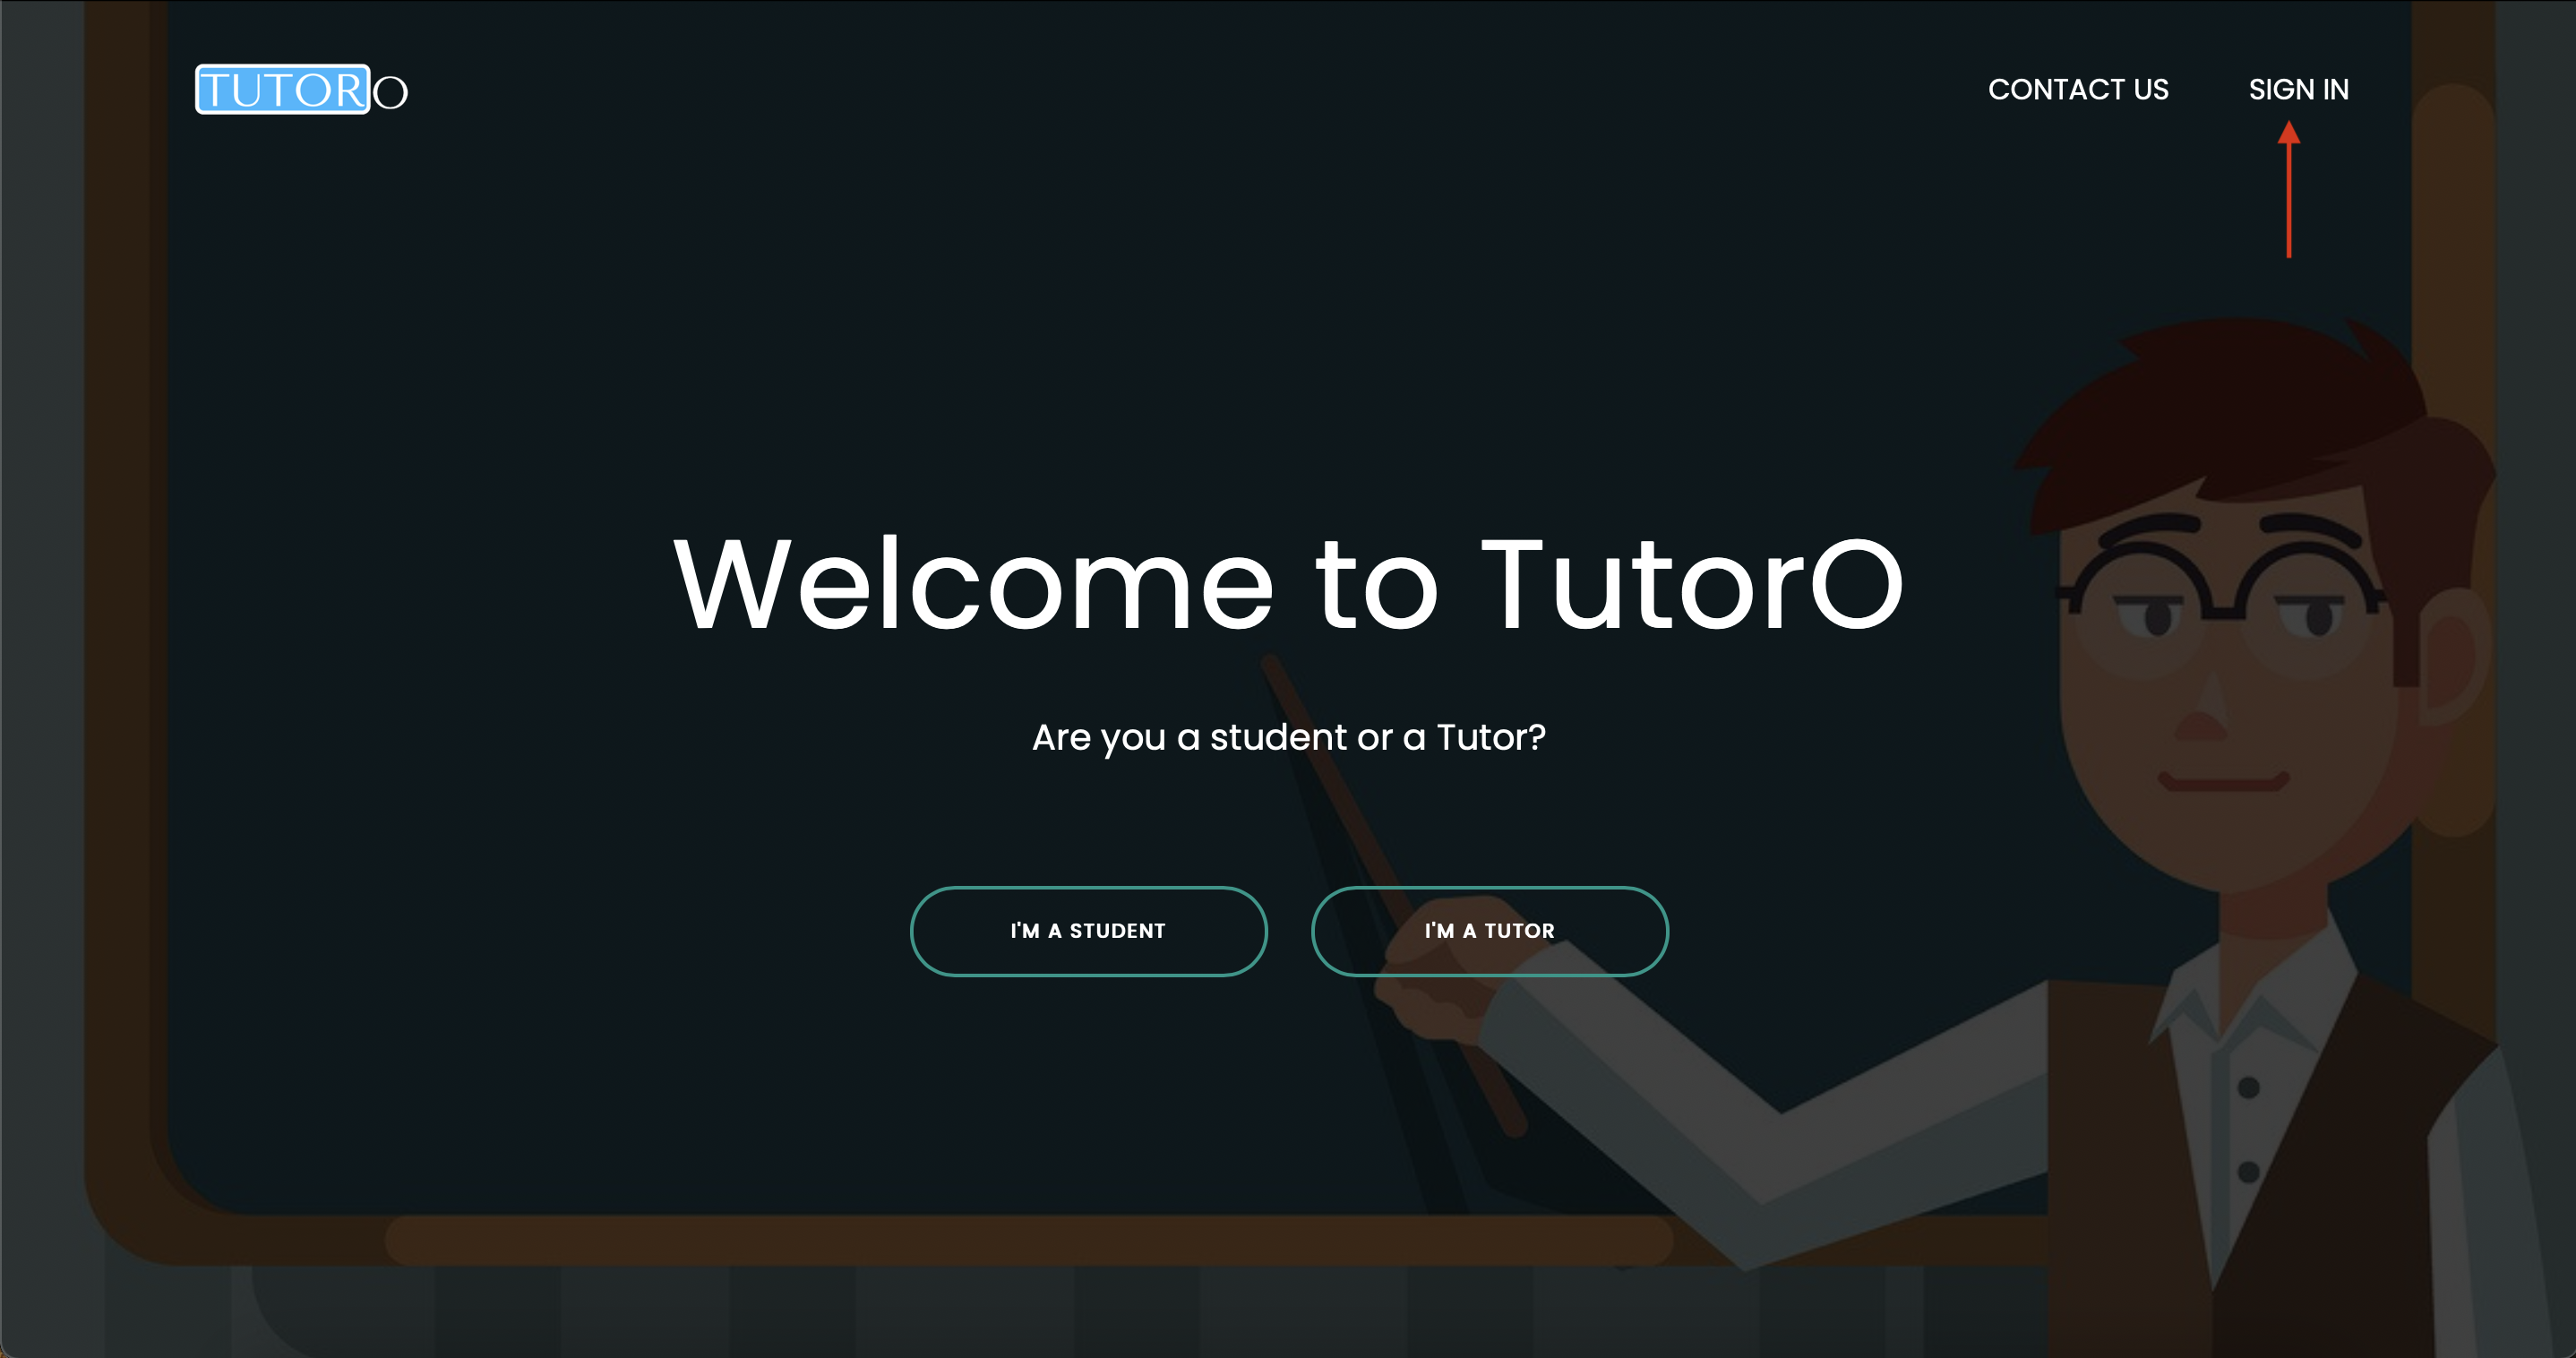 TUTORO
CONTACT US
SIGN IN
Welcome to TutorO
Are you a student or a Tutor?
I'M A STUDENT
I'M A TUTOR